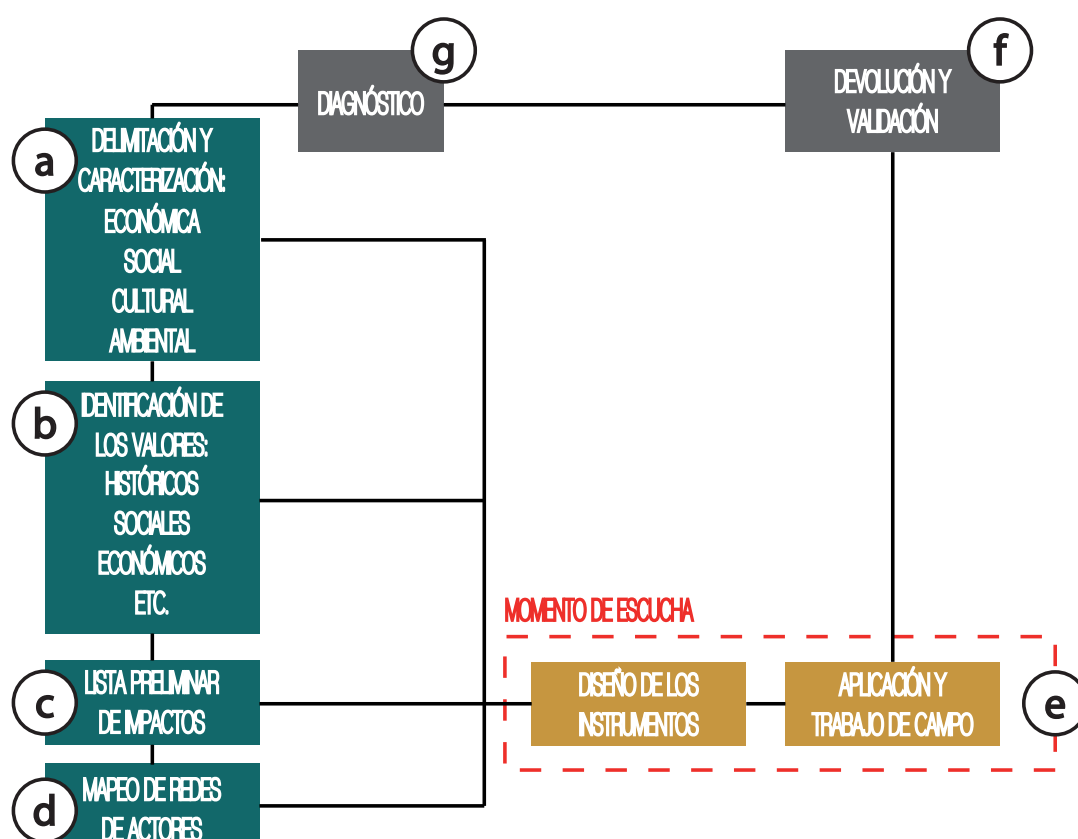 g
DIAGNÓSTICO
f
DEVOLUCIÓN Y
VALIDACIÓN
a
DELIMITACIÓN Y
CARACTERIZACIÓN:
ECONÓMICA
SOCIAL
CULTURAL
AMBIENTAL
b
IDENTIFICACIÓN DE
LOS VALORES:
HISTÓRICOS
SOCIALES
ECONÓMICOS
ETC.
c
LISTA PRELIMINAR
DE IMPACTOS
d
MAPEO DE REDES
DE ACTORES
MOMENTO DE ESCUCHA
DISEÑO DE LOS
INSTRUMENTOS
APLICACIÓN Y
TRABAJO DE CAMPO
e